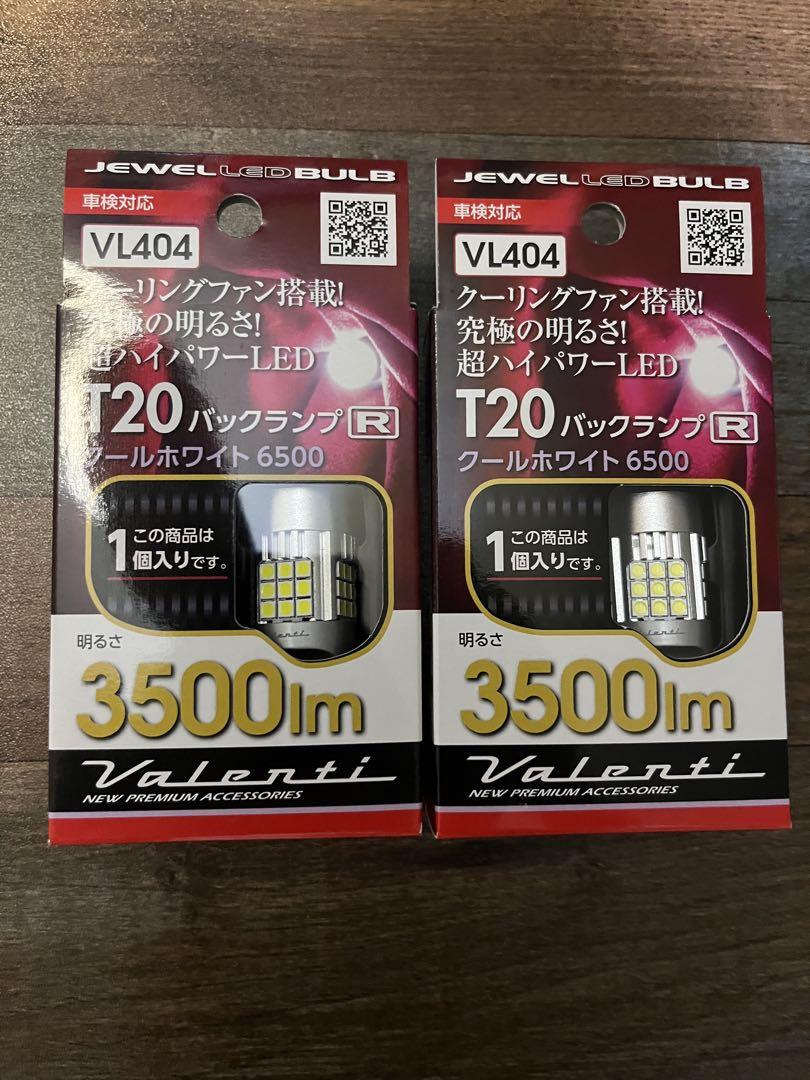 JEWEL LED BULB
車検対応
VL404
クーリングファン搭載!
究極の明るさ!
超ハイパワーLED
T20 バックランプ R
クールホワイト 6500
この商品は
1個入りです。
Valenti
明るさ
3500lm
Valenti
NEW PREMIUM ACCESSORIES
JEWEL LED BULB
車検対応
VL404
クーリングファン搭載!
究極の明るさ!
超ハイパワーLED
T20 バックランプ R
クールホワイト 6500
この商品は
1個入りです。
Valenti
明るさ
3500lm
Valenti
NEW PREMIUM ACCESSORIES